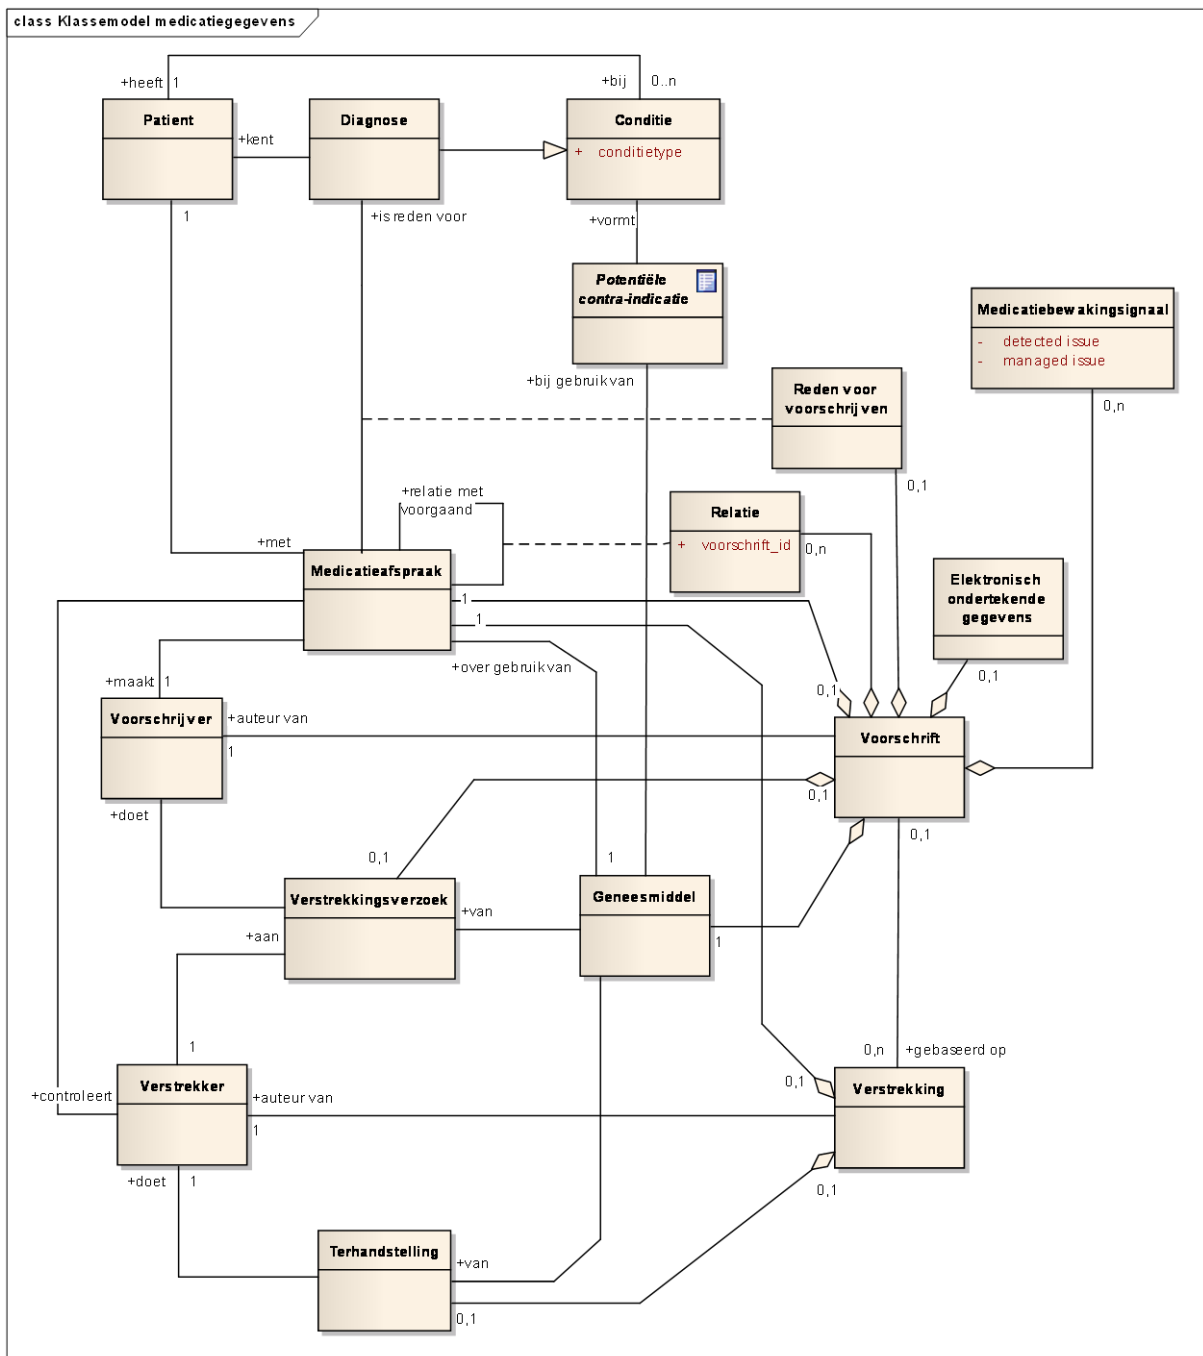 class Klassemodel medicatiegegevens
+heeft 1
+bij 0..n
Patient
Diagnose
Conditie
+ conditietype
+kent
1
+is reden voor
+vormt
Potentiële
contra-indicatie
Medicatiebewakingsignaal
- detected issue
- managed issue
+bij gebruik van
Reden voor
voorschrijven
0,n
0,1
+relatie met
voorgaand
Relatie
+ voorschrift_id
0,n
+met
Medicatieafspraak
Elektronisch
ondertekende
gegevens
1
1
+over gebruik van
0,1
0,1
+maakt 1
Voorschrijver
+auteur van
1
Voorschrift
+doet
0,1
0,1
0,1
1
Verstrekkingsverzoek
+van
Geneesmiddel
+aan
1
1
0,n +gebaseerd op
Verstrekker
+controleert
+auteur van
1
0,1
Verstrekking
+doet 1
0,1
Terhandstelling
+van
0,1